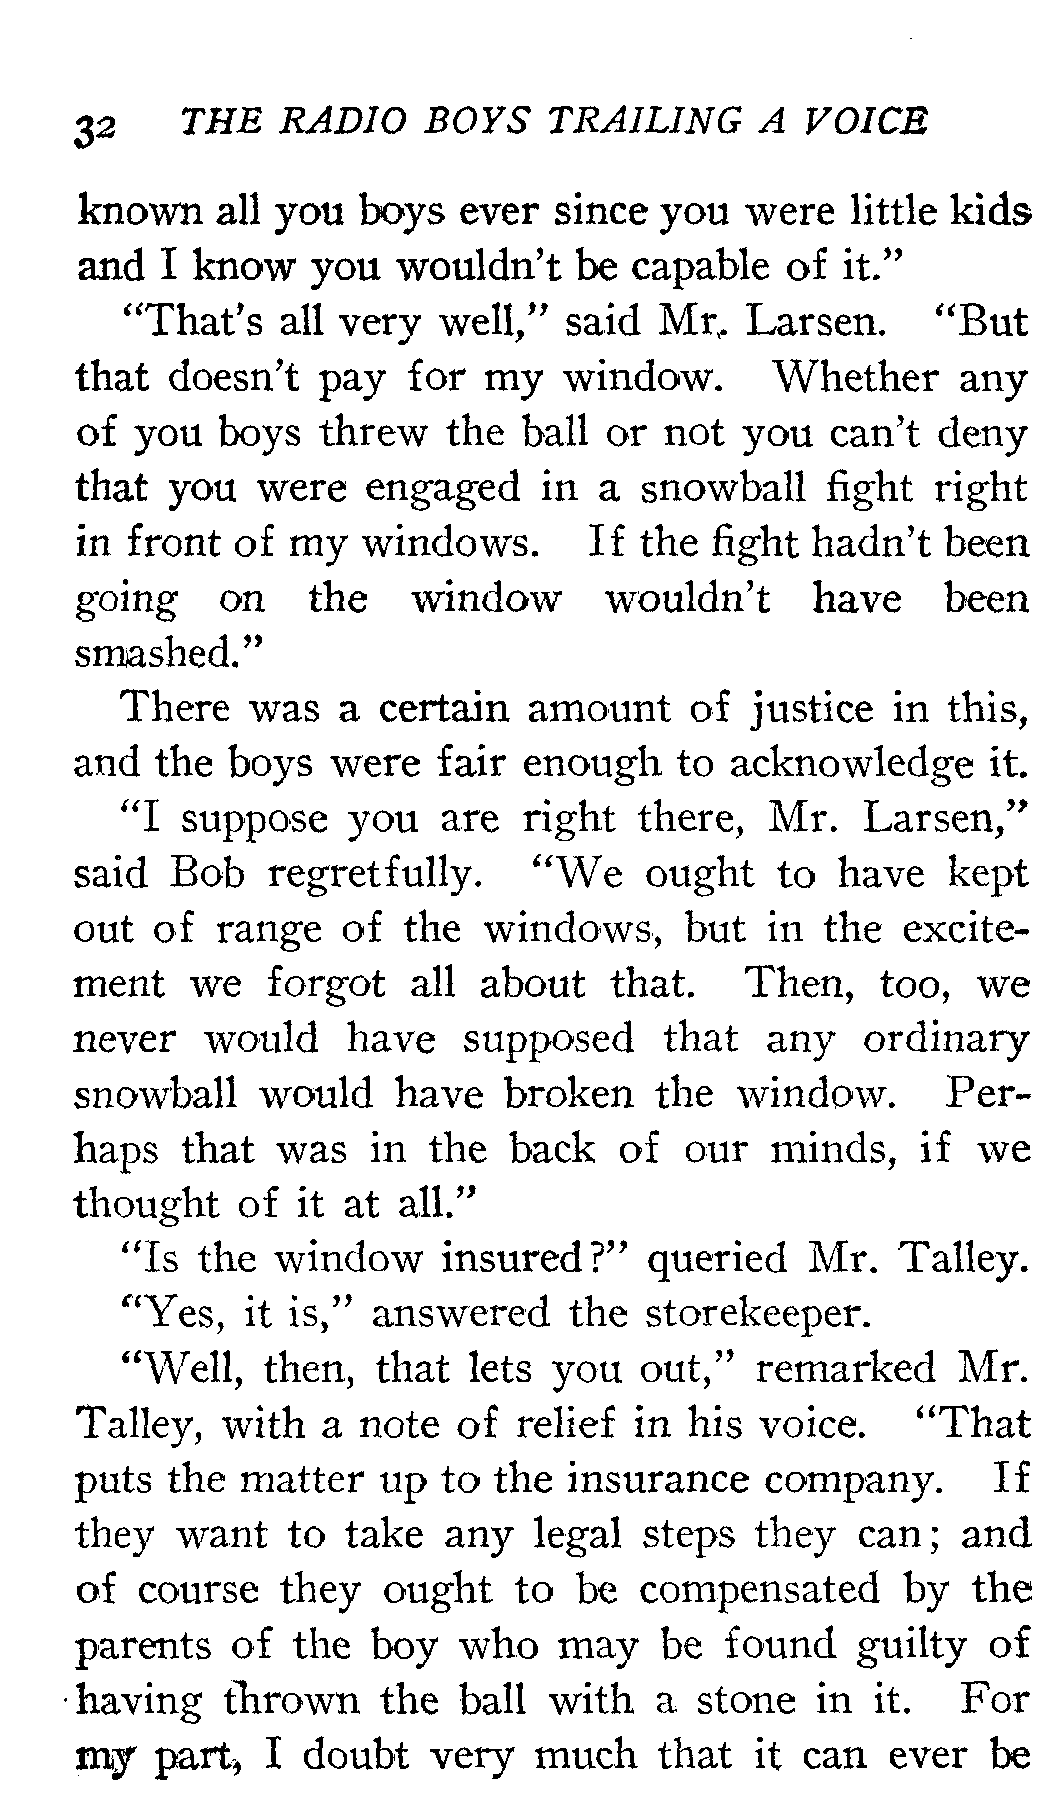 32 THE RADIO BOYS TRAILING A VOICE
known all you boys ever since you were little kids
and I know you wouldn't be capable of it."
"That's all very well," said Mr. Larsen. "But
that doesn't pay for my window. Whether any
of you boys threw the ball or not you can't deny
that you were engaged in a snowball fight right
in front of my windows. If the fight hadn't been
going on the window wouldn't have been
smashed."
There was a certain amount of justice in this,
and the boys were fair enough to acknowledge it.
"I suppose you are right there, Mr. Larsen,"
said Bob regretfully. "We ought to have kept
out of range of the windows, but in the excite-
ment we forgot all about that. Then, too, we
never would have supposed that any ordinary
snowball would have broken the window. Per-
haps that was in the back of our minds, if we
thought of it at all."
"Is the window insured?" queried Mr. Talley.
"Yes, it is," answered the storekeeper.
"Well, then, that lets you out," remarked Mr.
Talley, with a note of relief in his voice. "That
puts the matter up to the insurance company. If
they want to take any legal steps they can; and
of course they ought to be compensated by the
parents of the boy who may be found guilty of
having thrown the ball with a stone in it. For
my part, I doubt very much that it can ever be